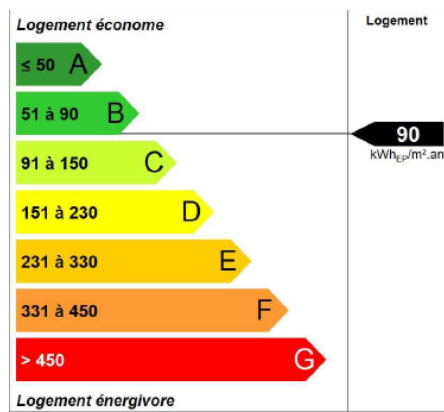 Logement économe
Logement
≤ 50 A
51 à 90 B
90
kWhEP/m².an
91 à 150 C
151 à 230 D
231 à 330 E
331 à 450 F
> 450 G
Logement énergivore